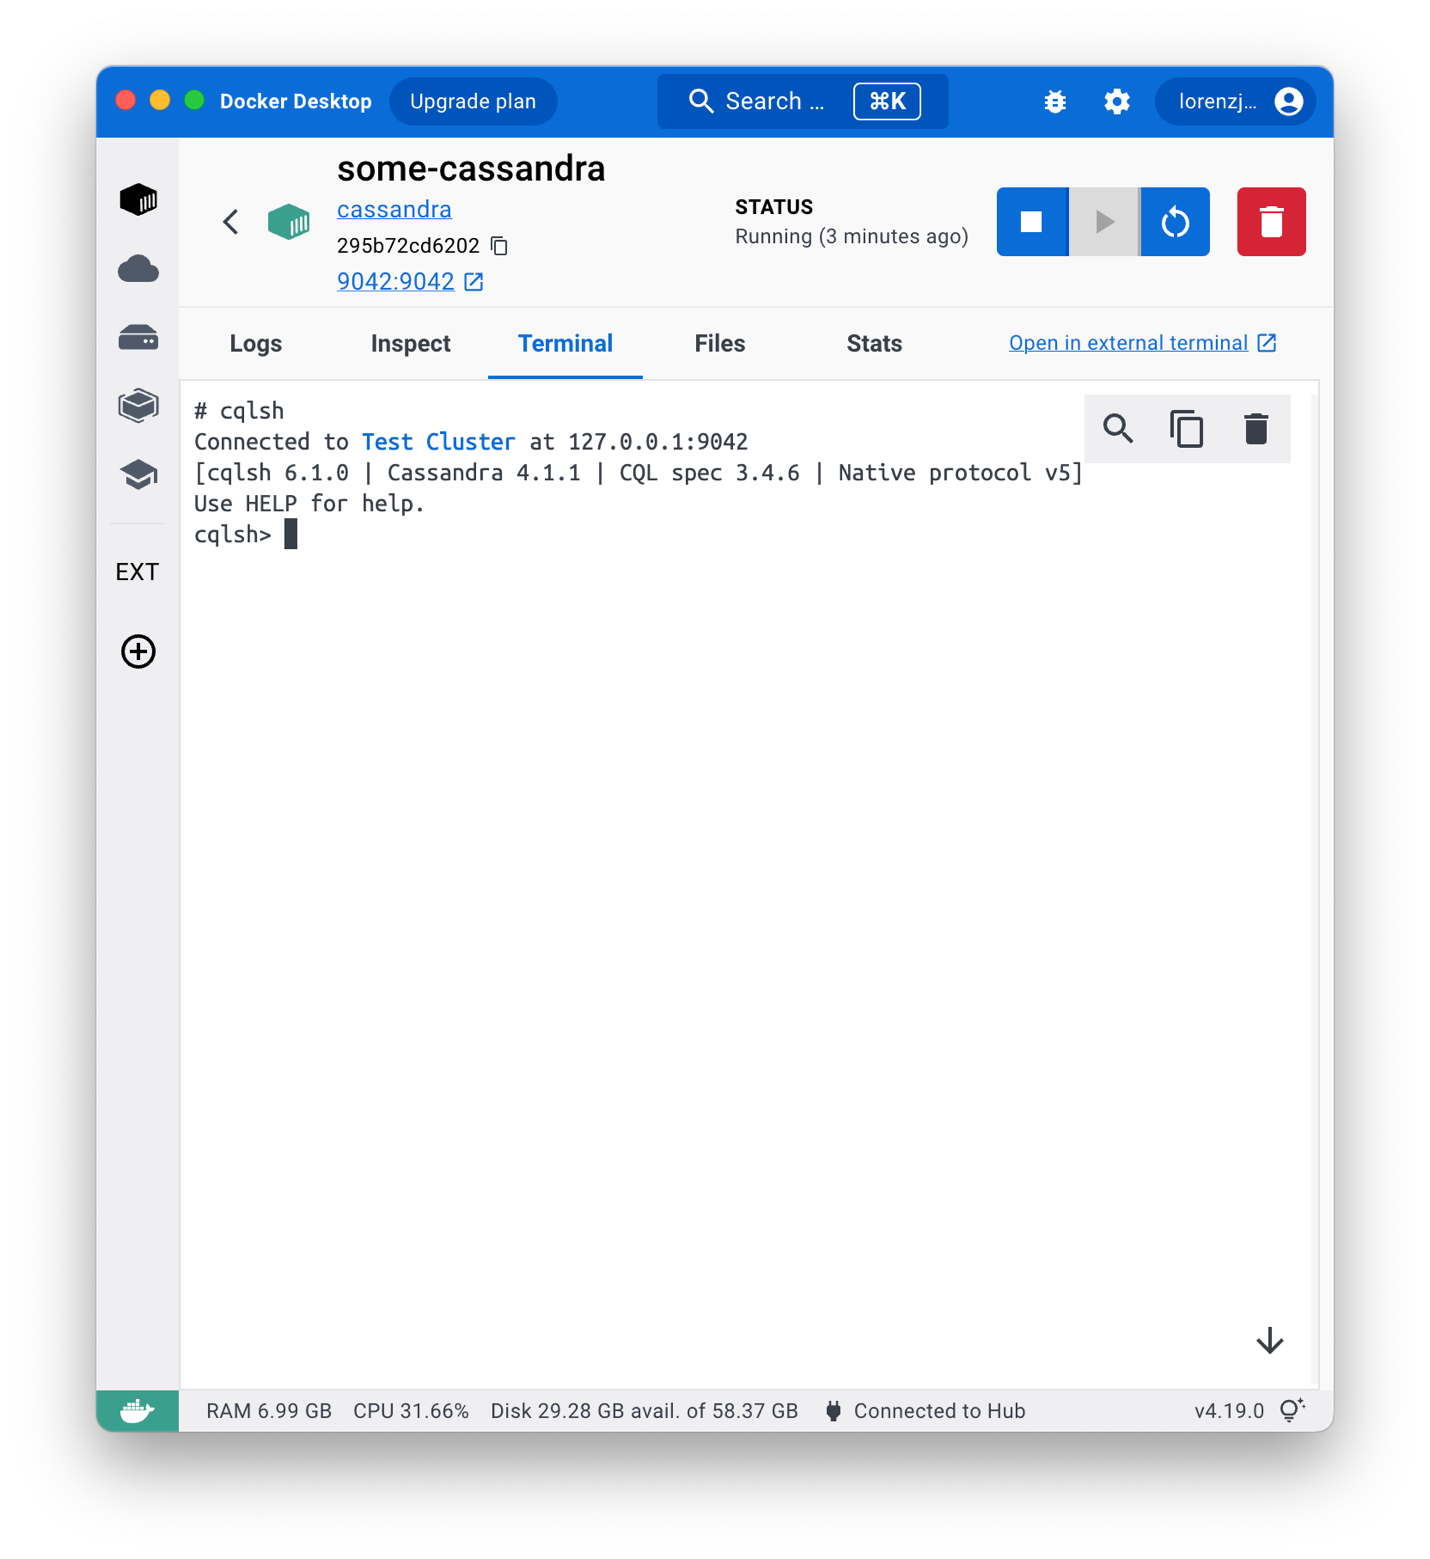 Docker Desktop Upgrade plan Search ... ⌘K lorenzj...
some-cassandra
cassandra
295b72cd6202
9042:9042
STATUS
Running (3 minutes ago)
Logs Inspect Terminal Files Stats Open in external terminal
# cqlsh
Connected to Test Cluster at 127.0.0.1:9042
[cqlsh 6.1.0 | Cassandra 4.1.1 | CQL spec 3.4.6 | Native protocol v5]
Use HELP for help.
cqlsh>
EXT
RAM 6.99 GB CPU 31.66% Disk 29.28 GB avail. of 58.37 GB Connected to Hub v4.19.0